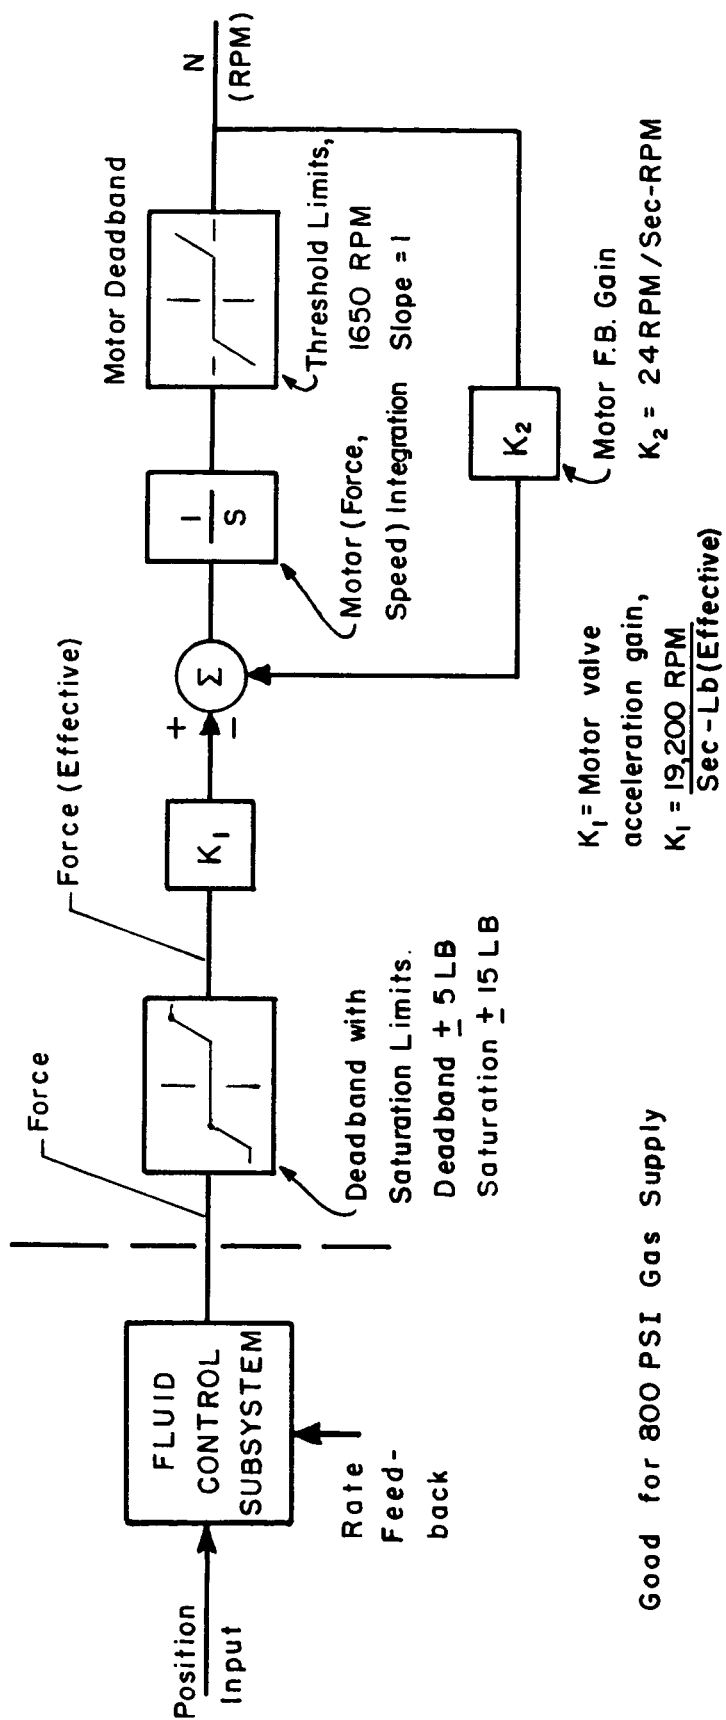 Position
Input
FLUID
CONTROL
SUBSYSTEM
Rate
Feed-
back
Force
Deadband with
Saturation Limits.
Deadband ± 5 LB
Saturation ± 15 LB
Force (Effective)
K1
+
−
Σ
1
S
Motor (Force,
Speed) Integration
Motor Deadband
Threshold Limits,
1650 RPM
Slope = 1
N
(RPM)
K2
Motor F.B. Gain
K2 = 24 RPM / Sec-RPM
K1 = Motor valve
acceleration gain,
K1 = 19,200 RPM
Sec - Lb (Effective)
Good for 800 PSI Gas Supply